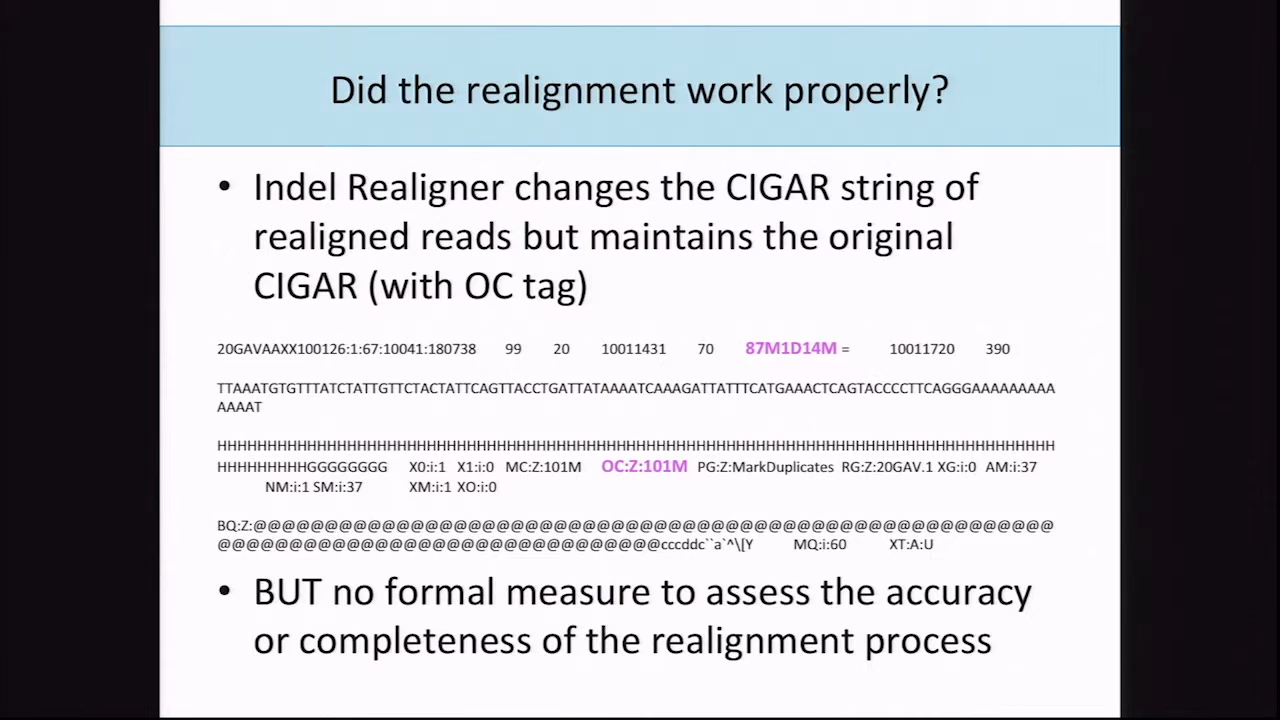 Did the realignment work properly?
• Indel Realigner changes the CIGAR string of
realigned reads but maintains the original
CIGAR (with OC tag)
20GAVAAXX100126:1:67:10041:180738 99 20 10011431 70 87M1D14M = 10011720 390
TTAAATGTGTTTATCTATTGTTCTACTATTCAGTTACCTGATTATAAAATCAAAGATTATTTCATGAAACTCAGTACCCCTTCAGGGAAAAAAAAA
AAAAT
HHHHHHHHHHHHHHHHHHHHHHHHHHHHHHHHHHHHHHHHHHHHHHHHHHHHHHHHHHHHHHHHHHHHHHHHHHHHHHHHHHHH
HHHHHHHHHGGGGGGGG X0:i:1 X1:i:0 MC:Z:101M OC:Z:101M PG:Z:MarkDuplicates RG:Z:20GAV.1 XG:i:0 AM:i:37
NM:i:1 SM:i:37 XM:i:1 XO:i:0
BQ:Z:@@@@@@@@@@@@@@@@@@@@@@@@@@@@@@@@@@@@@@@@@@@@@@@@@@@@@@@@
@@@@@@@@@@@@@@@@@@@@@@@@@@@@@@@cccddc``a`^\[Y MQ:i:60 XT:A:U
• BUT no formal measure to assess the accuracy
or completeness of the realignment process